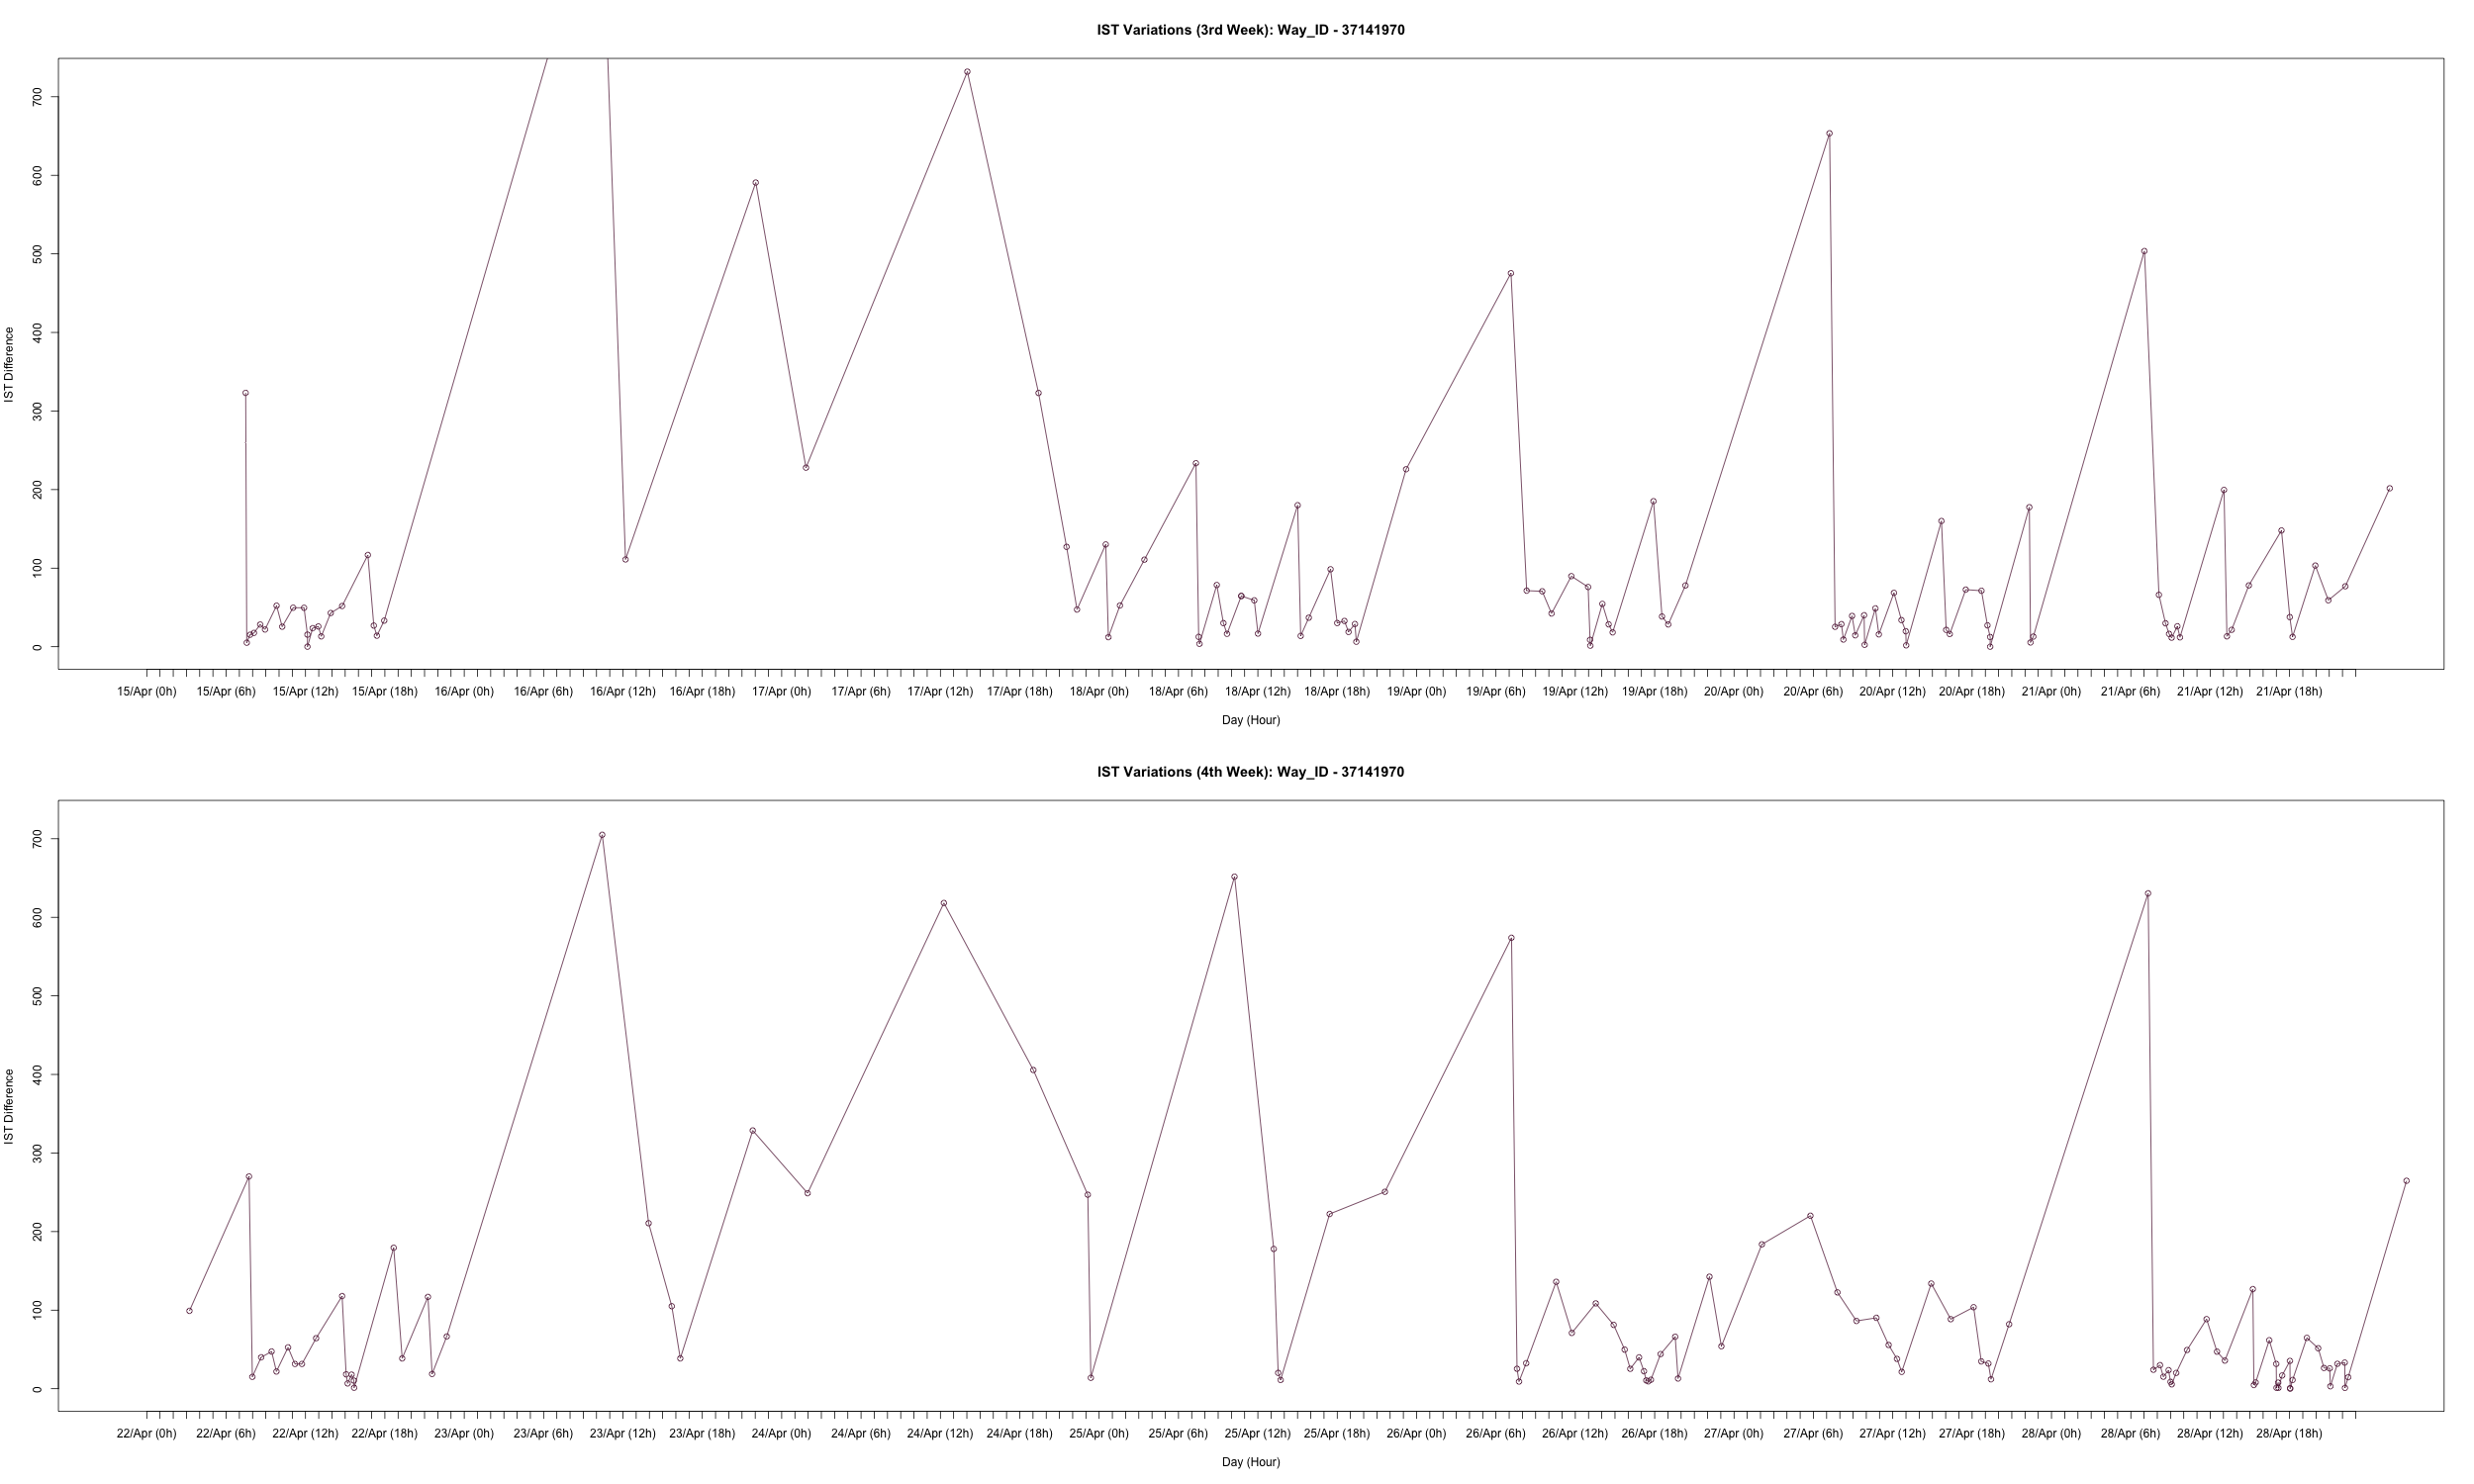 IST Variations (3rd Week): Way_ID - 37141970
IST Difference
700
600
500
400
300
200
100
0
15/Apr (0h) 15/Apr (6h) 15/Apr (12h) 15/Apr (18h) 16/Apr (0h) 16/Apr (6h) 16/Apr (12h) 16/Apr (18h) 17/Apr (0h) 17/Apr (6h) 17/Apr (12h) 17/Apr (18h) 18/Apr (0h) 18/Apr (6h) 18/Apr (12h) 18/Apr (18h) 19/Apr (0h) 19/Apr (6h) 19/Apr (12h) 19/Apr (18h) 20/Apr (0h) 20/Apr (6h) 20/Apr (12h) 20/Apr (18h) 21/Apr (0h) 21/Apr (6h) 21/Apr (12h) 21/Apr (18h)
Day (Hour)
IST Variations (4th Week): Way_ID - 37141970
IST Difference
700
600
500
400
300
200
100
0
22/Apr (0h) 22/Apr (6h) 22/Apr (12h) 22/Apr (18h) 23/Apr (0h) 23/Apr (6h) 23/Apr (12h) 23/Apr (18h) 24/Apr (0h) 24/Apr (6h) 24/Apr (12h) 24/Apr (18h) 25/Apr (0h) 25/Apr (6h) 25/Apr (12h) 25/Apr (18h) 26/Apr (0h) 26/Apr (6h) 26/Apr (12h) 26/Apr (18h) 27/Apr (0h) 27/Apr (6h) 27/Apr (12h) 27/Apr (18h) 28/Apr (0h) 28/Apr (6h) 28/Apr (12h) 28/Apr (18h)
Day (Hour)